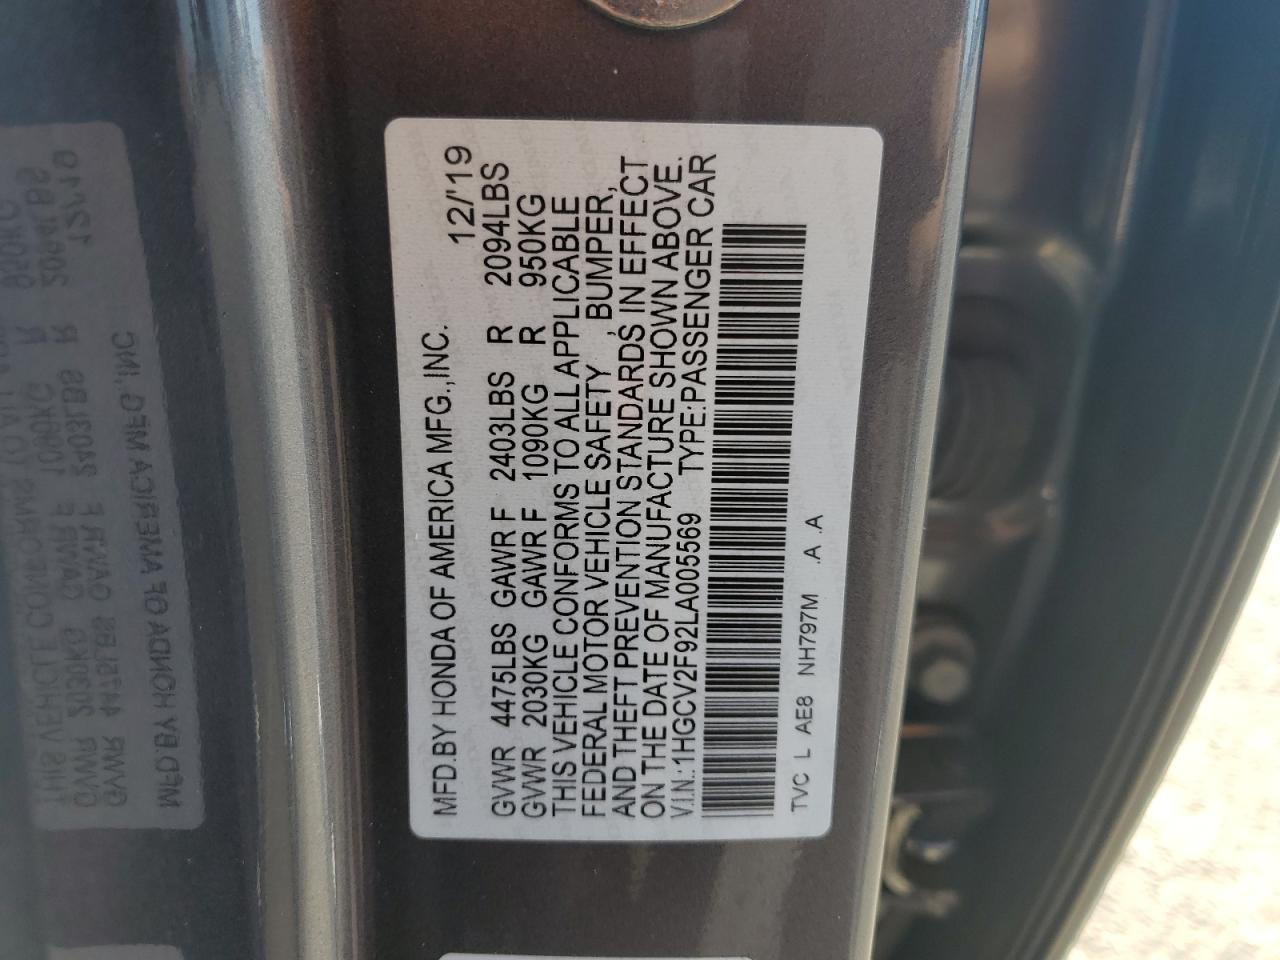 MFD.BY HONDA OF AMERICA MFG.,INC. 12/'19
GVWR 4475LBS GAWR F 2403LBS R 2094LBS
GVWR 2030KG GAWR F 1090KG R 950KG
THIS VEHICLE CONFORMS TO ALL APPLICABLE
FEDERAL MOTOR VEHICLE SAFETY , BUMPER,
AND THEFT PREVENTION STANDARDS IN EFFECT
ON THE DATE OF MANUFACTURE SHOWN ABOVE.
V.I.N.:1HGCV2F92LA005569 TYPE:PASSENGER CAR
TVC L AE8 NH797M .A .A